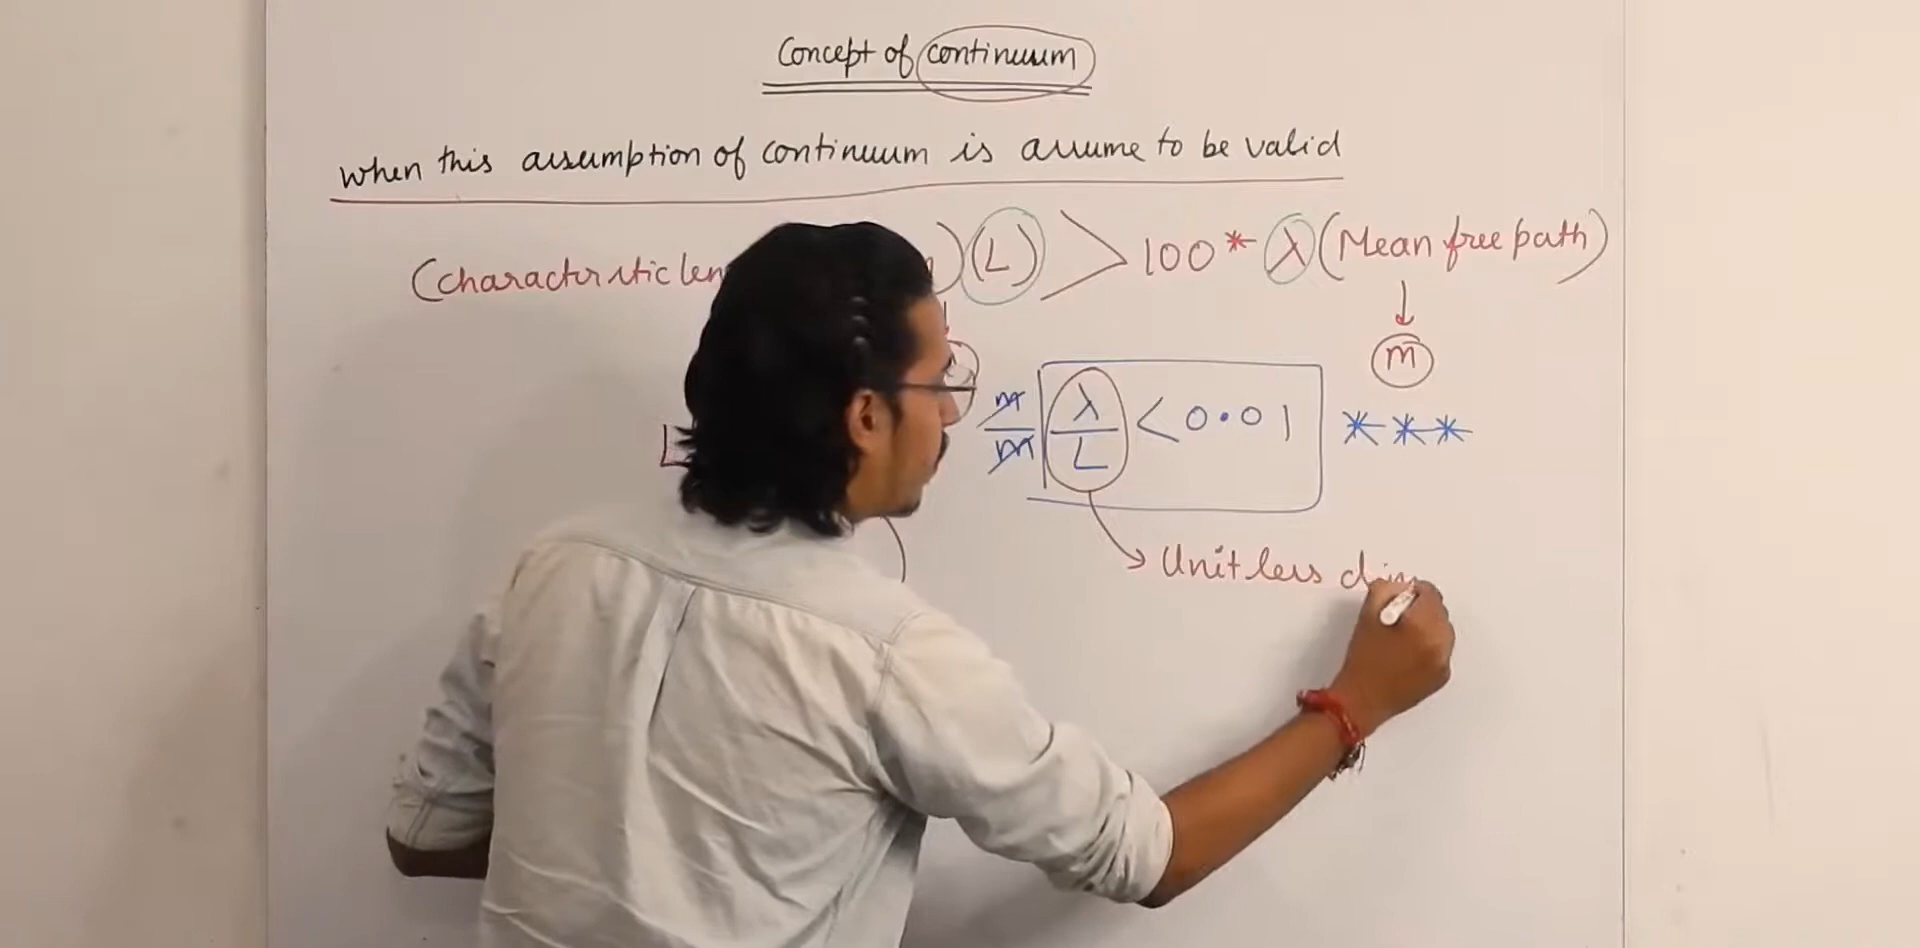 Concept of continuum
when this assumption of continuum is assume to be valid
(characteristic len ) (L) > 100 * λ (Mean free path)
m
m/m λ/L < 0.01 ***
L
Unitless dim